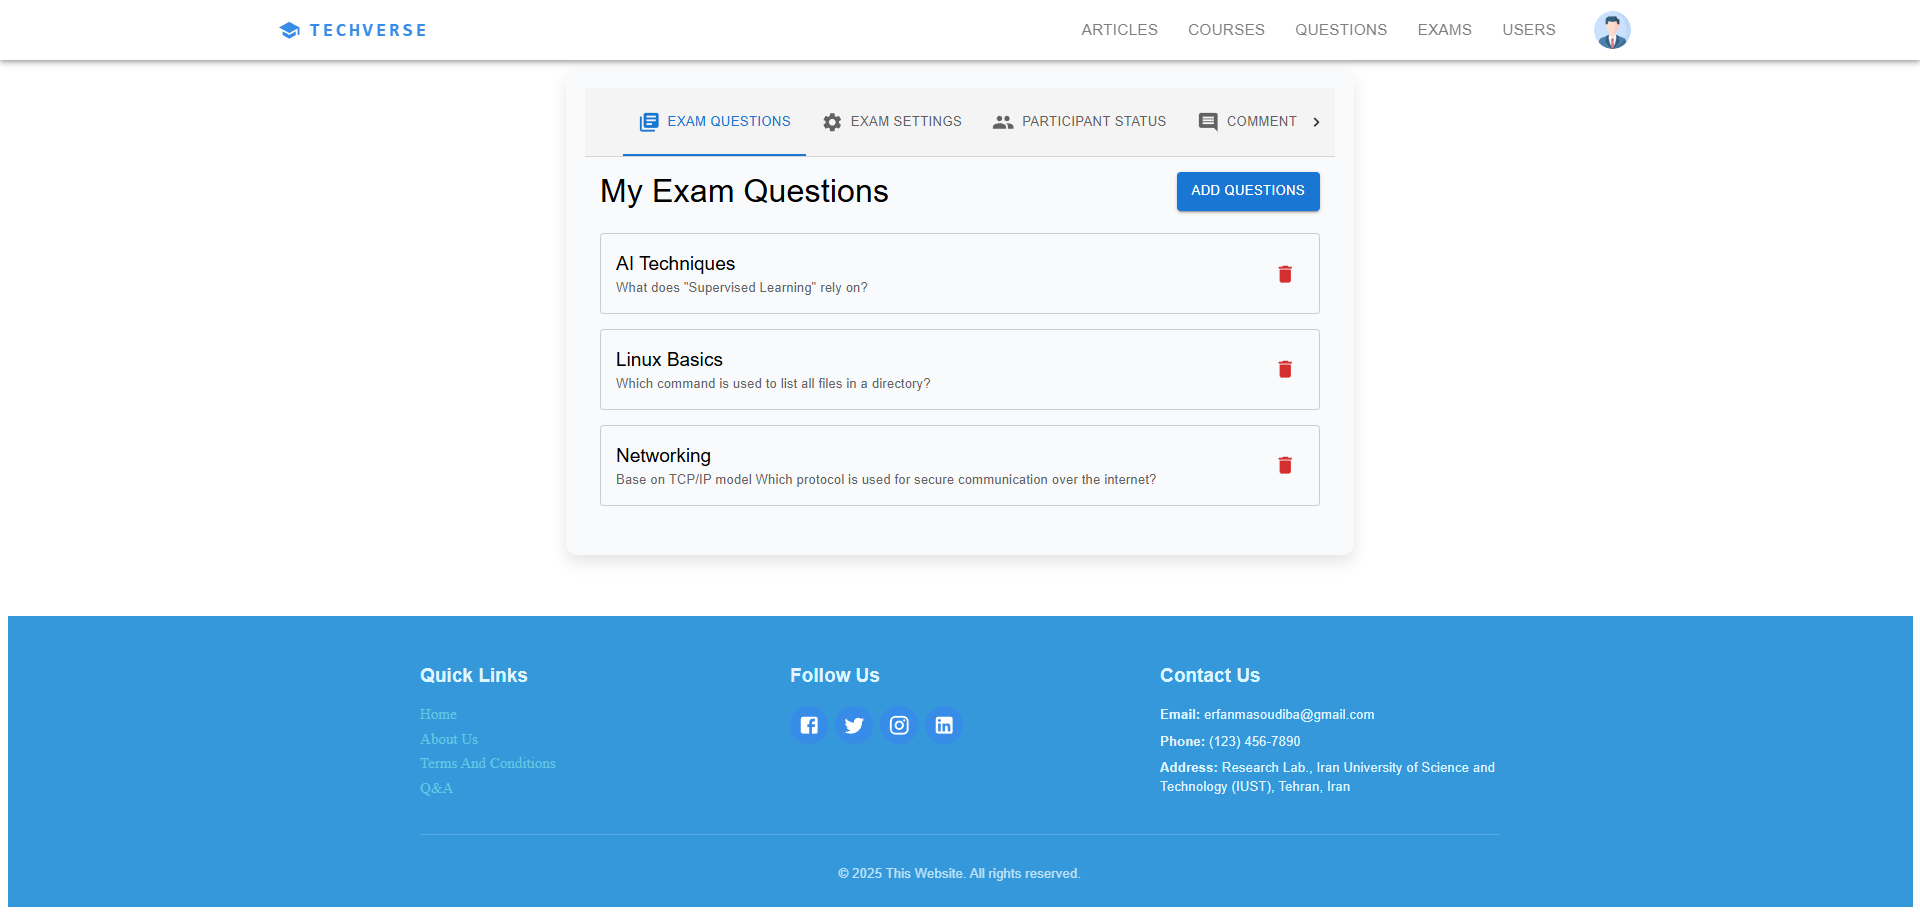 TECHVERSE
ARTICLES COURSES QUESTIONS EXAMS USERS
EXAM QUESTIONS EXAM SETTINGS PARTICIPANT STATUS COMMENT
My Exam Questions
ADD QUESTIONS
AI Techniques
What does "Supervised Learning" rely on?
Linux Basics
Which command is used to list all files in a directory?
Networking
Base on TCP/IP model Which protocol is used for secure communication over the internet?
Quick Links
Home
About Us
Terms And Conditions
Q&A
Follow Us
Contact Us
Email: erfanmasoudiba@gmail.com
Phone: (123) 456-7890
Address: Research Lab., Iran University of Science and
Technology (IUST), Tehran, Iran
© 2025 This Website. All rights reserved.